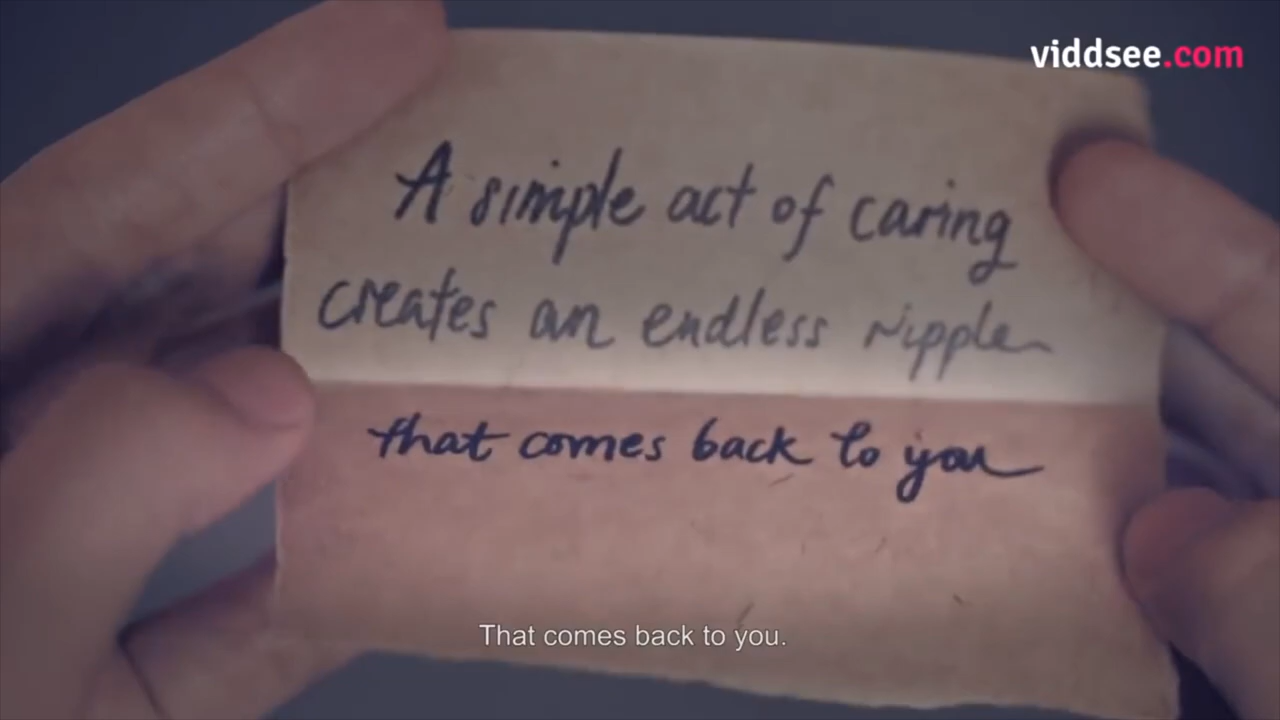 viddsee.com
A simple act of caring
creates an endless ripple
that comes back to you
That comes back to you.